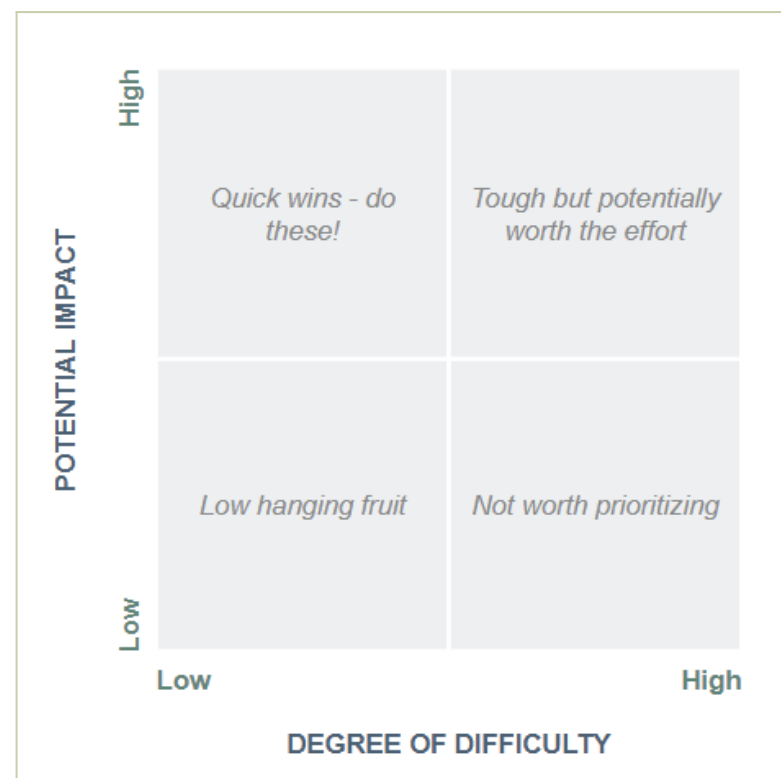 High
Quick wins - do
these!
Tough but potentially
worth the effort
POTENTIAL IMPACT
Low hanging fruit
Not worth prioritizing
Low
Low
High
DEGREE OF DIFFICULTY